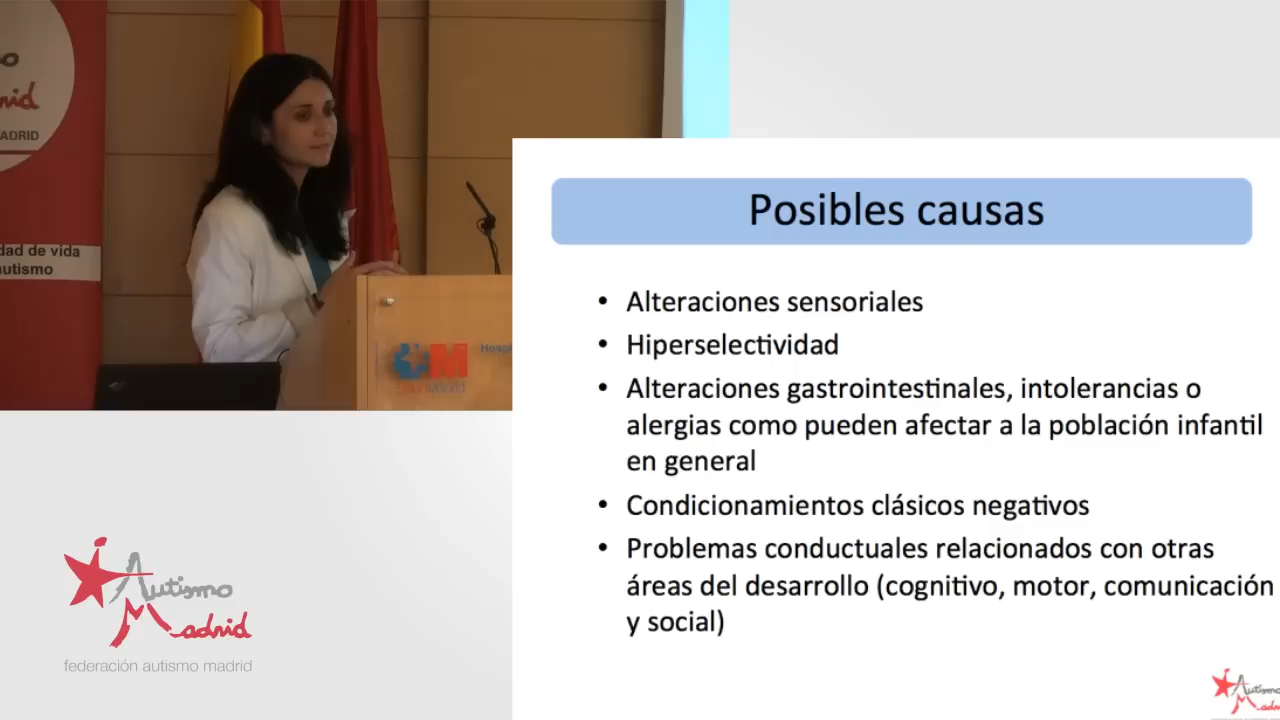 MADRID
dad de vida
autismo
Posibles causas
• Alteraciones sensoriales
• Hiperselectividad
• Alteraciones gastrointestinales, intolerancias o
alergias como pueden afectar a la población infantil
en general
• Condicionamientos clásicos negativos
• Problemas conductuales relacionados con otras
áreas del desarrollo (cognitivo, motor, comunicación
y social)
Autismo
Madrid
federación autismo madrid